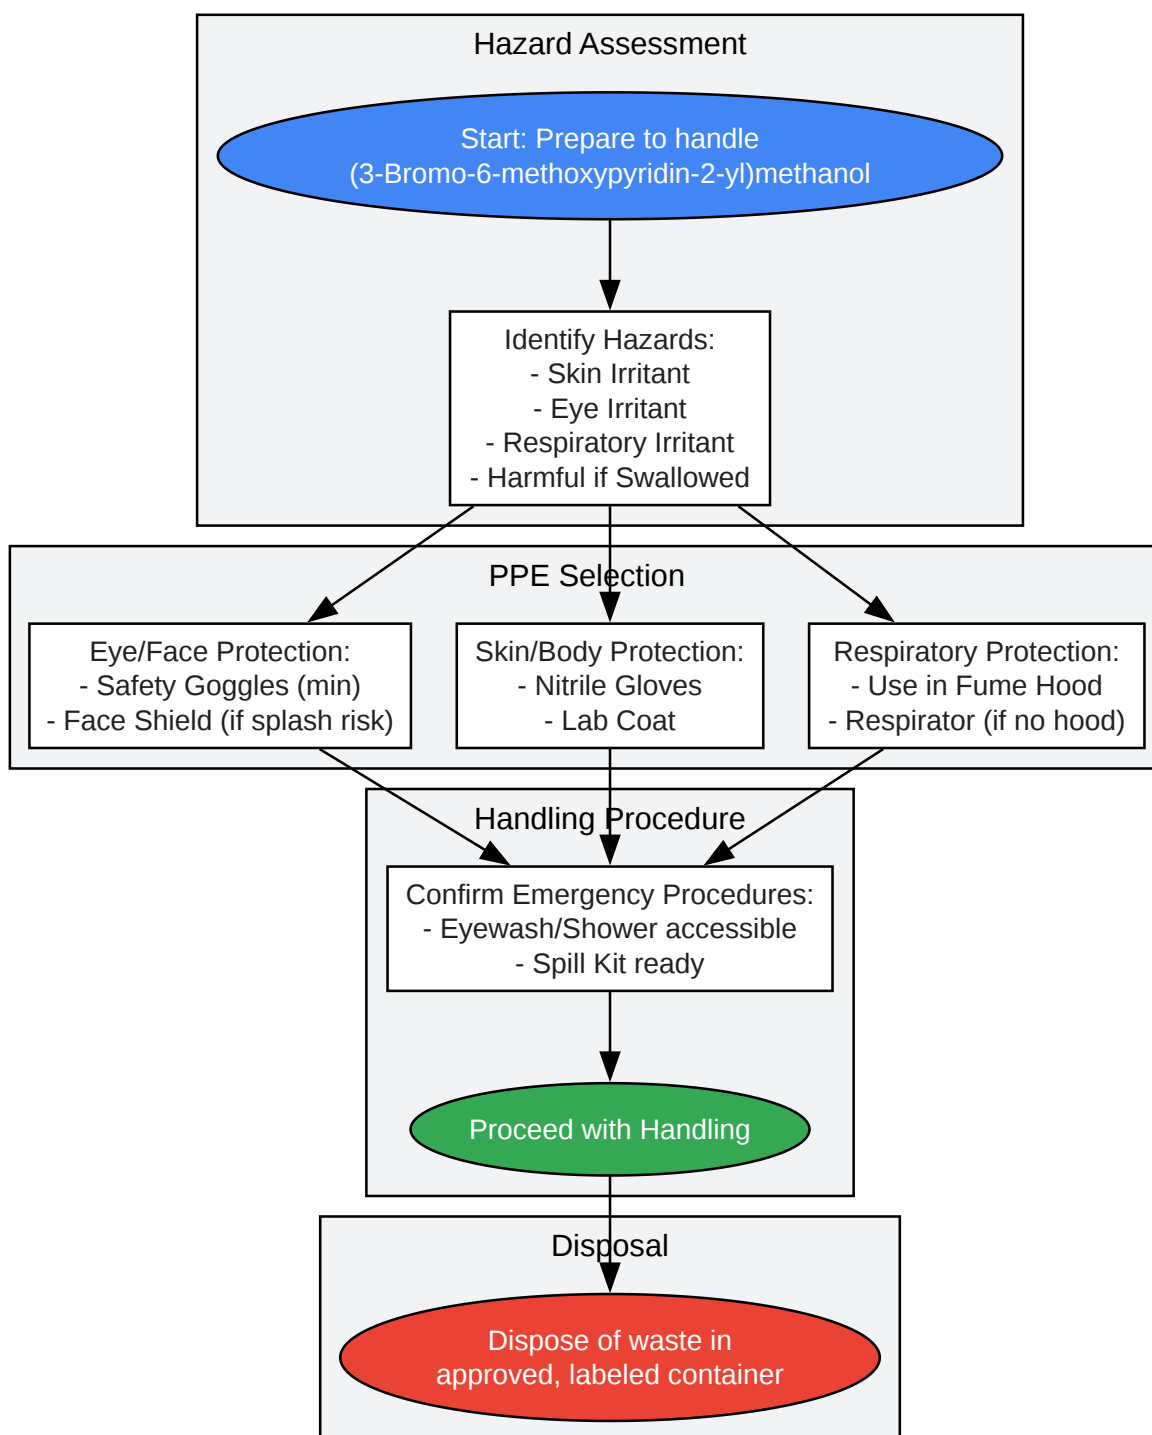 Hazard Assessment
Start: Prepare to handle
(3-Bromo-6-methoxypyridin-2-yl)methanol
Identify Hazards:
- Skin Irritant
- Eye Irritant
- Respiratory Irritant
- Harmful if Swallowed
PPE Selection
Eye/Face Protection:
- Safety Goggles (min)
- Face Shield (if splash risk)
Skin/Body Protection:
- Nitrile Gloves
- Lab Coat
Respiratory Protection:
- Use in Fume Hood
- Respirator (if no hood)
Handling Procedure
Confirm Emergency Procedures:
- Eyewash/Shower accessible
- Spill Kit ready
Proceed with Handling
Disposal
Dispose of waste in
approved, labeled container